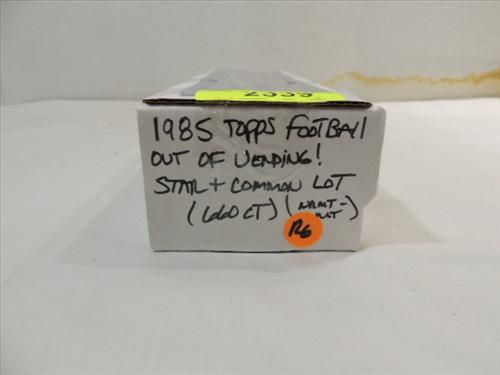 1985 TOPPS FOOTBALL
OUT OF VENDING!
STAR + COMMON LOT
(660 CT) (NRMT-
MT)
R6